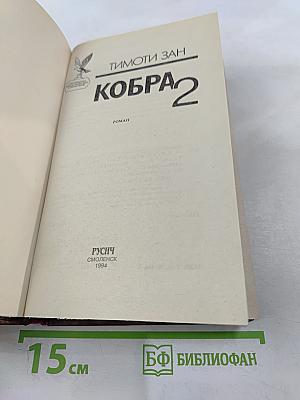 ТИМОТИ ЗАН
КОБРА 2
РОМАН
РУСИЧ
СМОЛЕНСК
1994
15 см
БФ БИБЛИОФАН